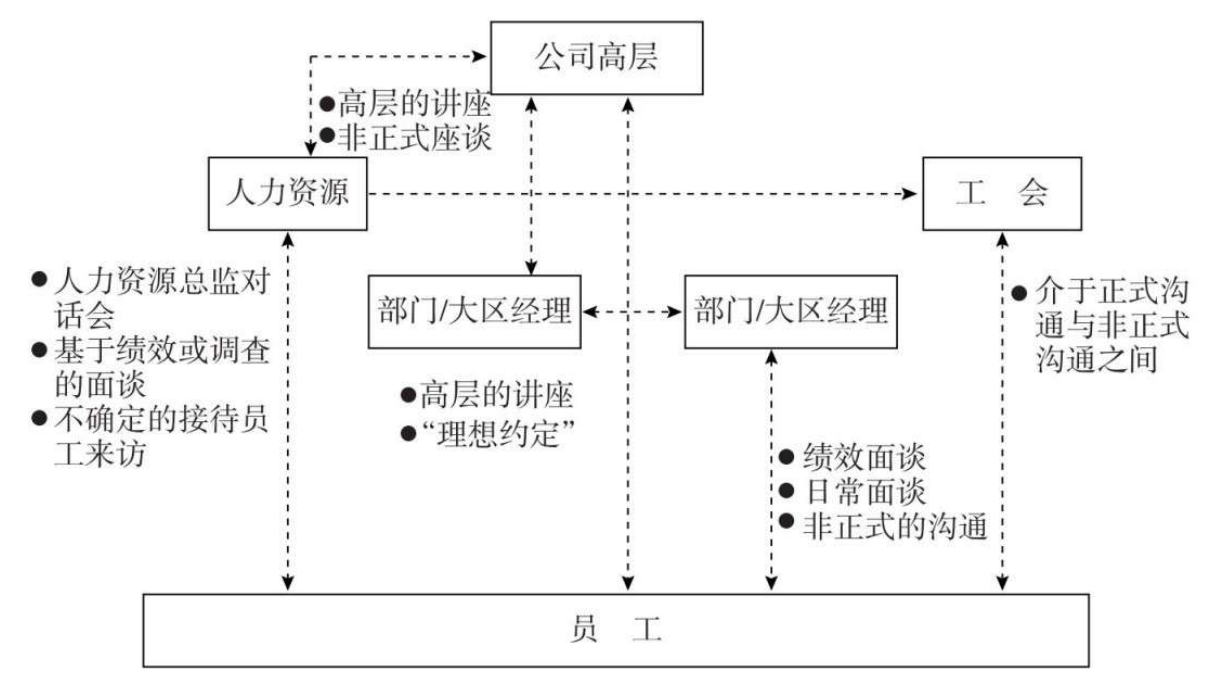 公司高层
●高层的讲座
●非正式座谈
人力资源
工 会
●人力资源总监对
话会
●基于绩效或调查
的面谈
●不确定的接待员
工来访
部门/大区经理
部门/大区经理
●介于正式沟
通与非正式
沟通之间
●高层的讲座
●“理想约定”
●绩效面谈
●日常面谈
●非正式的沟通
员 工